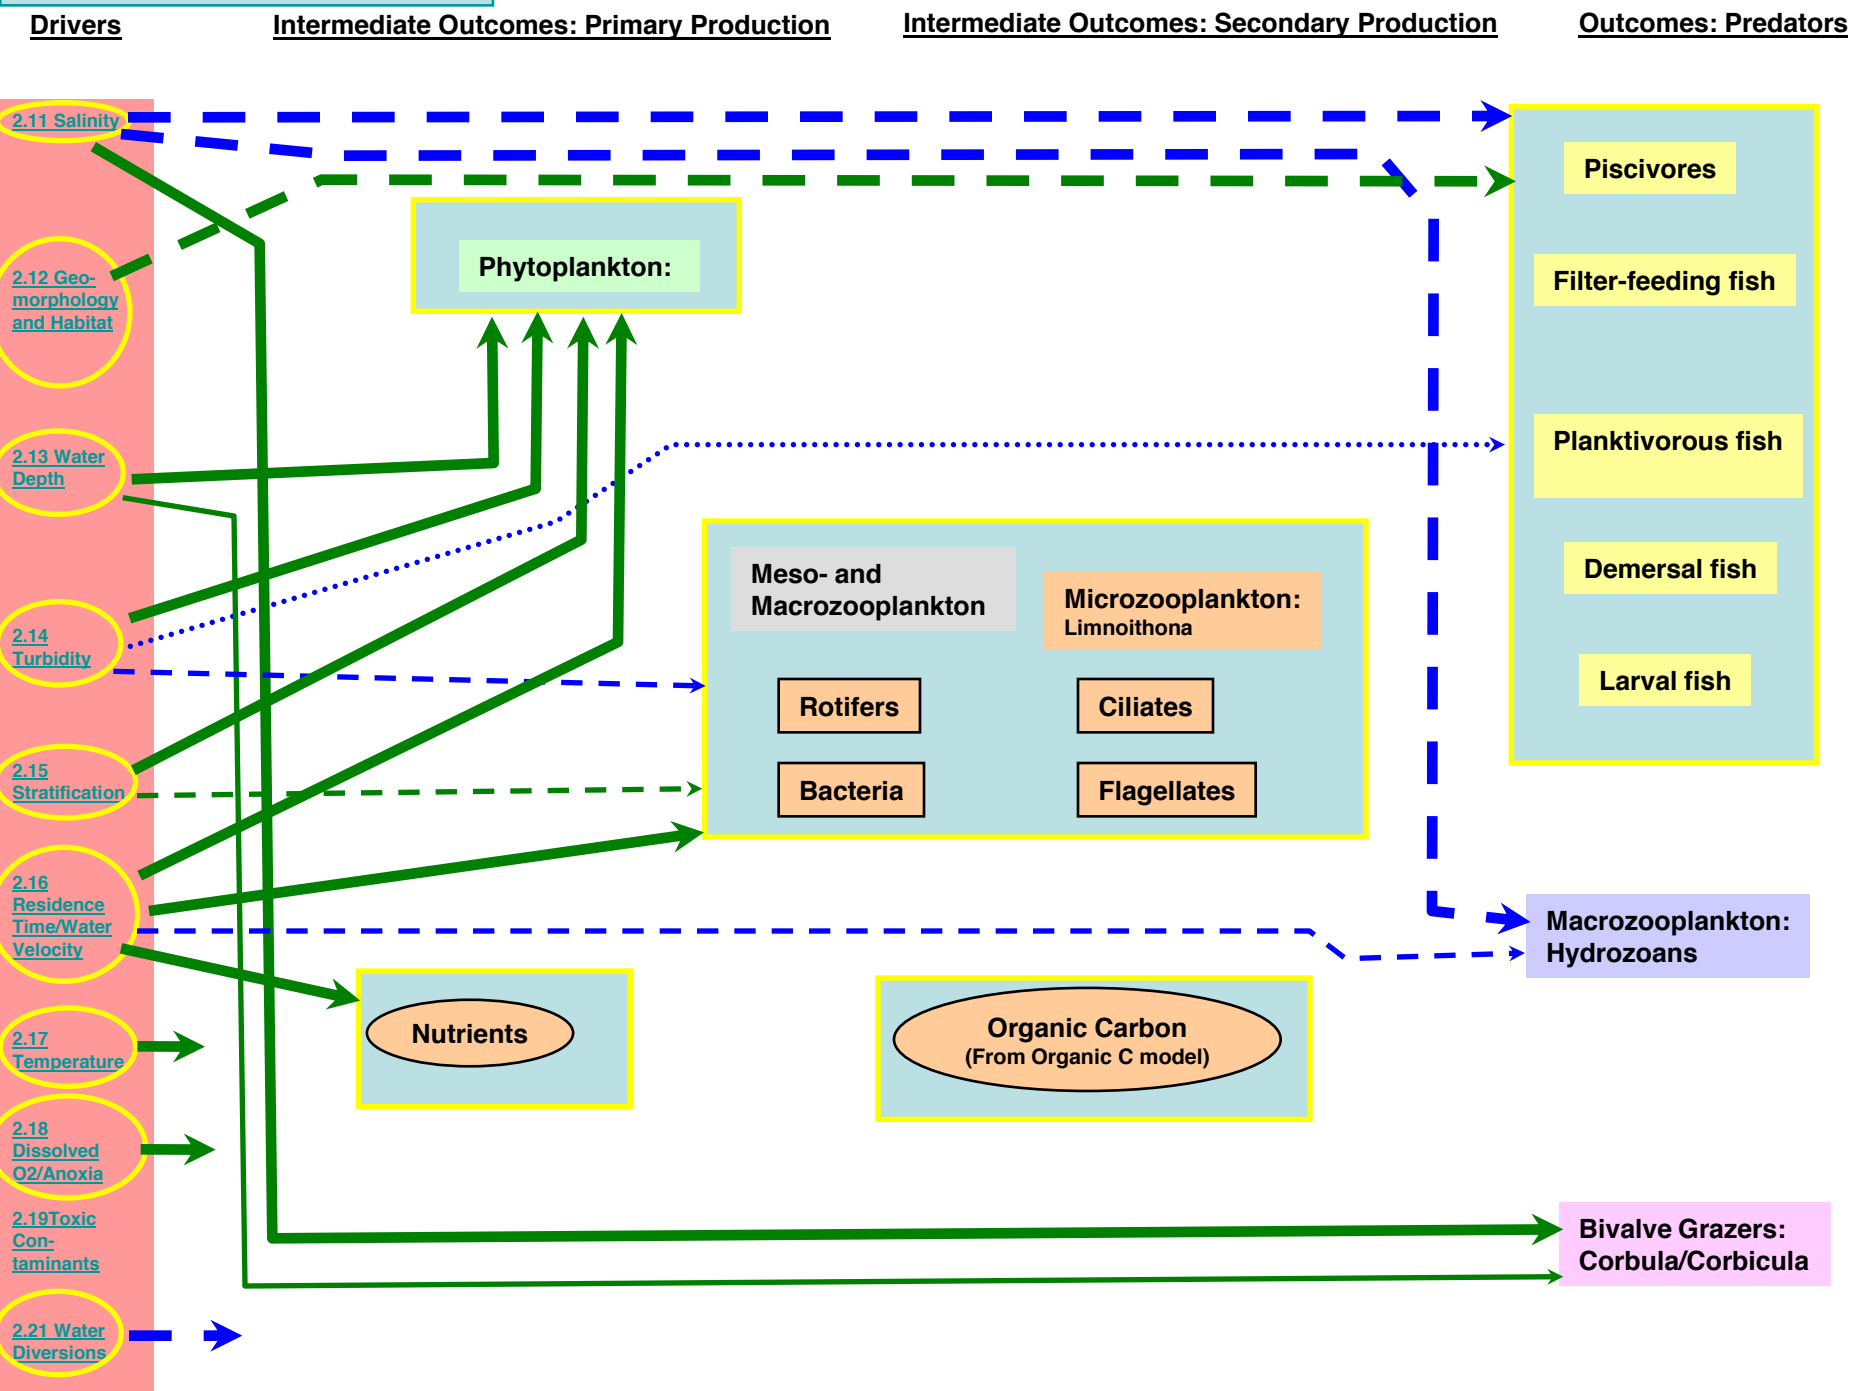 Drivers
Intermediate Outcomes: Primary Production
Intermediate Outcomes: Secondary Production
Outcomes: Predators
2.11 Salinity
2.12 Geo-
morphology
and Habitat
2.13 Water
Depth
2.14
Turbidity
2.15
Stratification
2.16
Residence
Time/Water
Velocity
2.17
Temperature
2.18
Dissolved
O2/Anoxia
2.19Toxic
Con-
taminants
2.21 Water
Diversions
Phytoplankton:
Nutrients
Meso- and
Macrozooplankton
Microzooplankton:
Limnoithona
Rotifers
Ciliates
Bacteria
Flagellates
Organic Carbon
(From Organic C model)
Piscivores
Filter-feeding fish
Planktivorous fish
Demersal fish
Larval fish
Macrozooplankton:
Hydrozoans
Bivalve Grazers:
Corbula/Corbicula